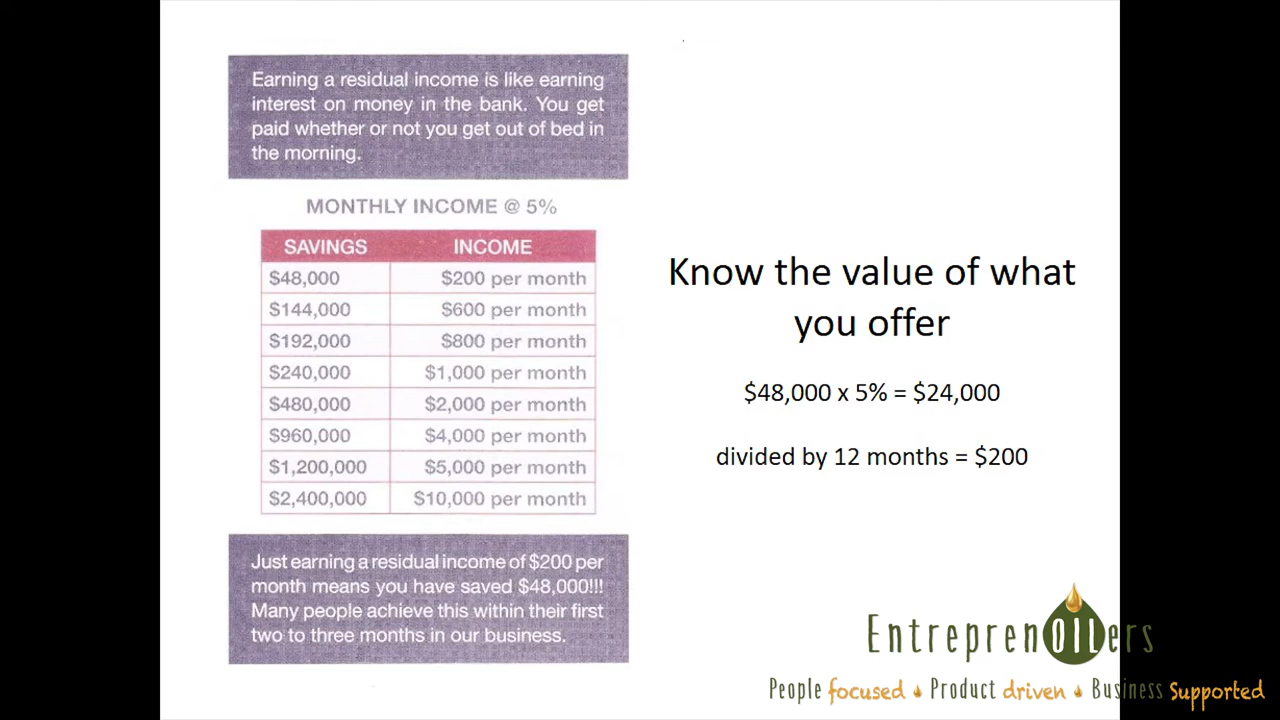 Earning a residual income is like earning
interest on money in the bank. You get
paid whether or not you get out of bed in
the morning.
MONTHLY INCOME @ 5%
SAVINGS INCOME
$48,000 $200 per month
$144,000 $600 per month
$192,000 $800 per month
$240,000 $1,000 per month
$480,000 $2,000 per month
$960,000 $4,000 per month
$1,200,000 $5,000 per month
$2,400,000 $10,000 per month
Just earning a residual income of $200 per
month means you have saved $48,000!!!
Many people achieve this within their first
two to three months in our business.
Know the value of what
you offer
$48,000 x 5% = $24,000
divided by 12 months = $200
EntreprenOILers
People focused Product driven Business Supported